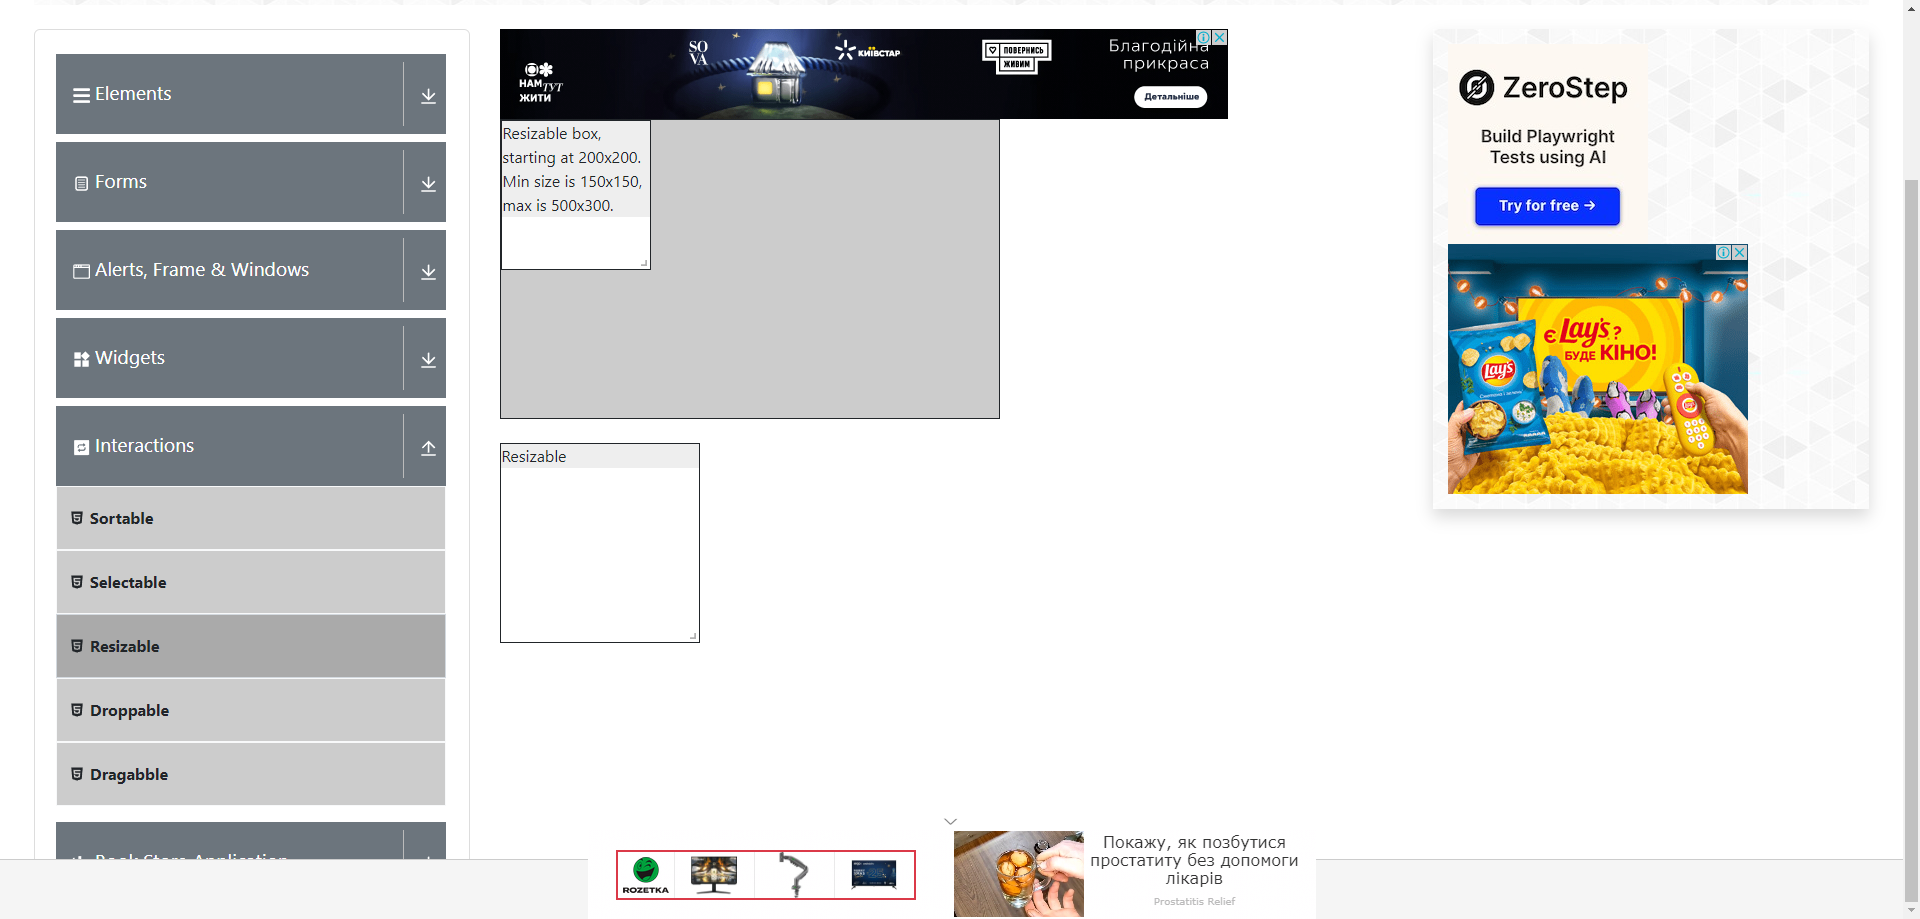 Elements
Forms
Alerts, Frame & Windows
Widgets
Interactions
Sortable
Selectable
Resizable
Droppable
Dragabble
Book Store Application
НАМ
ТУТ
ЖИТИ
SO
VA
КИЇВСТАР
ПОВЕРНИСЬ
ЖИВИМ
Благодійна
прикраса
Детальніше
Resizable box,
starting at 200x200.
Min size is 150x150,
max is 500x300.
Resizable
ZeroStep
Build Playwright
Tests using AI
Try for free →
Є Lay's?
БУДЕ КІНО!
Lay's
ROZETKA
Покажу, як позбутися
простатиту без допомоги
лікарів
Prostatitis Relief